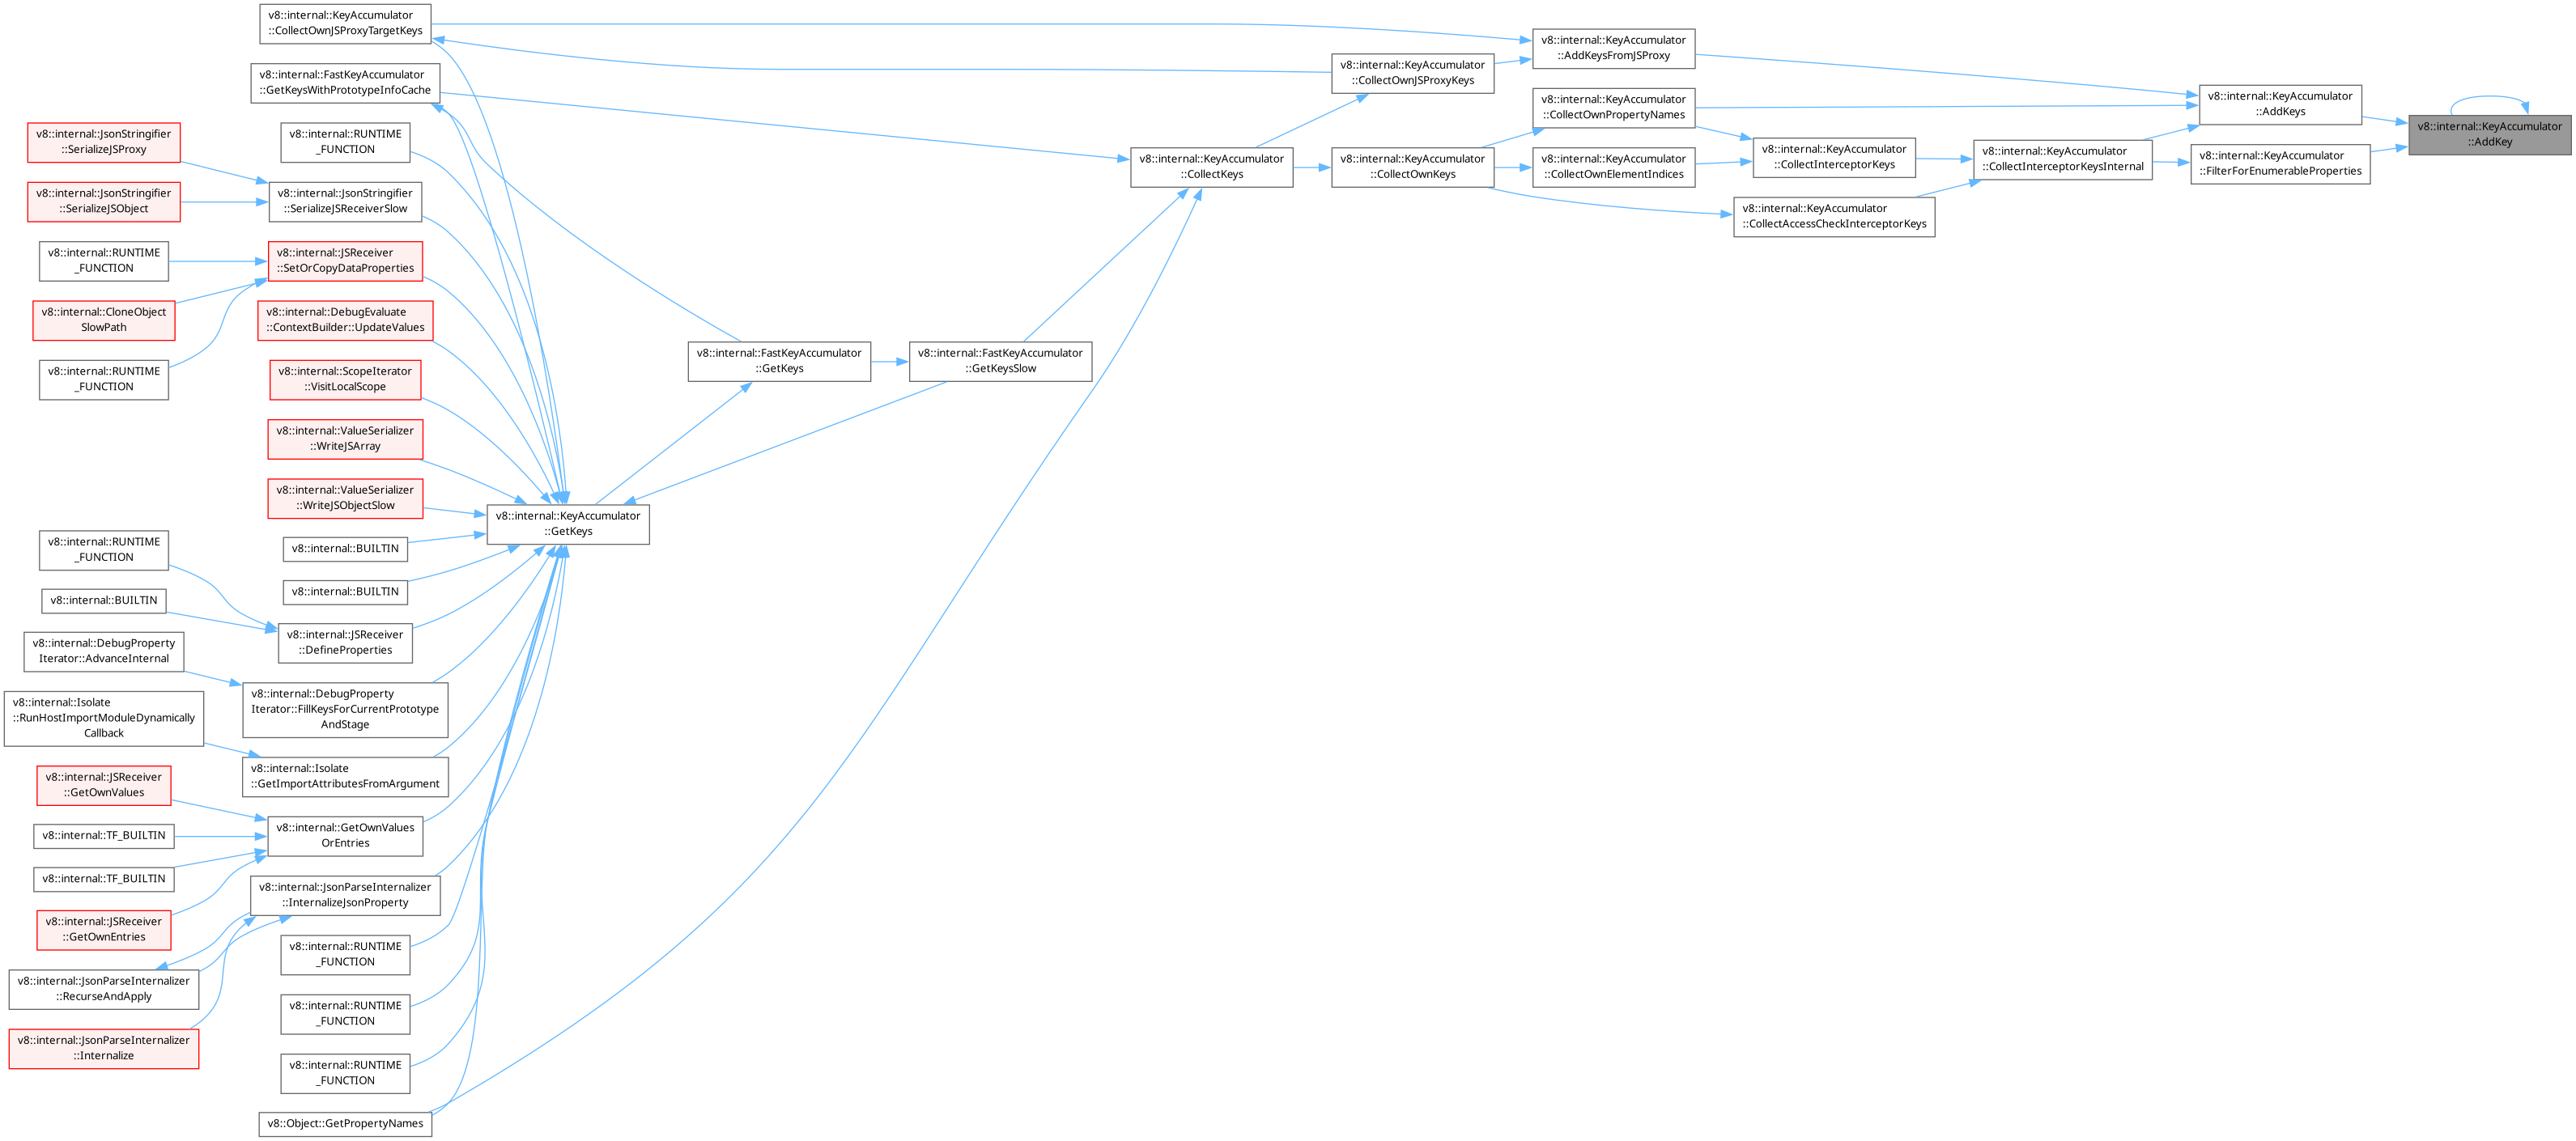 v8::internal::KeyAccumulator
::CollectOwnJSProxyTargetKeys
v8::internal::FastKeyAccumulator
::GetKeysWithPrototypeInfoCache
v8::internal::JsonStringifier
::SerializeJSProxy
v8::internal::RUNTIME
_FUNCTION
v8::internal::JsonStringifier
::SerializeJSObject
v8::internal::JsonStringifier
::SerializeJSReceiverSlow
v8::internal::RUNTIME
_FUNCTION
v8::internal::JSReceiver
::SetOrCopyDataProperties
v8::internal::CloneObject
SlowPath
v8::internal::DebugEvaluate
::ContextBuilder::UpdateValues
v8::internal::RUNTIME
_FUNCTION
v8::internal::ScopeIterator
::VisitLocalScope
v8::internal::ValueSerializer
::WriteJSArray
v8::internal::ValueSerializer
::WriteJSObjectSlow
v8::internal::RUNTIME
_FUNCTION
v8::internal::BUILTIN
v8::internal::BUILTIN
v8::internal::BUILTIN
v8::internal::DebugProperty
Iterator::AdvanceInternal
v8::internal::JSReceiver
::DefineProperties
v8::internal::Isolate
::RunHostImportModuleDynamically
Callback
v8::internal::DebugProperty
Iterator::FillKeysForCurrentPrototype
AndStage
v8::internal::Isolate
::GetImportAttributesFromArgument
v8::internal::JSReceiver
::GetOwnValues
v8::internal::TF_BUILTIN
v8::internal::GetOwnValues
OrEntries
v8::internal::TF_BUILTIN
v8::internal::JSReceiver
::GetOwnEntries
v8::internal::JsonParseInternalizer
::InternalizeJsonProperty
v8::internal::JsonParseInternalizer
::RecurseAndApply
v8::internal::RUNTIME
_FUNCTION
v8::internal::JsonParseInternalizer
::Internalize
v8::internal::RUNTIME
_FUNCTION
v8::internal::RUNTIME
_FUNCTION
v8::Object::GetPropertyNames
v8::internal::KeyAccumulator
::GetKeys
v8::internal::FastKeyAccumulator
::GetKeys
v8::internal::FastKeyAccumulator
::GetKeysSlow
v8::internal::KeyAccumulator
::CollectKeys
v8::internal::KeyAccumulator
::CollectOwnJSProxyKeys
v8::internal::KeyAccumulator
::CollectOwnKeys
v8::internal::KeyAccumulator
::AddKeysFromJSProxy
v8::internal::KeyAccumulator
::CollectOwnPropertyNames
v8::internal::KeyAccumulator
::CollectOwnElementIndices
v8::internal::KeyAccumulator
::CollectInterceptorKeys
v8::internal::KeyAccumulator
::CollectAccessCheckInterceptorKeys
v8::internal::KeyAccumulator
::CollectInterceptorKeysInternal
v8::internal::KeyAccumulator
::AddKeys
v8::internal::KeyAccumulator
::FilterForEnumerableProperties
v8::internal::KeyAccumulator
::AddKey